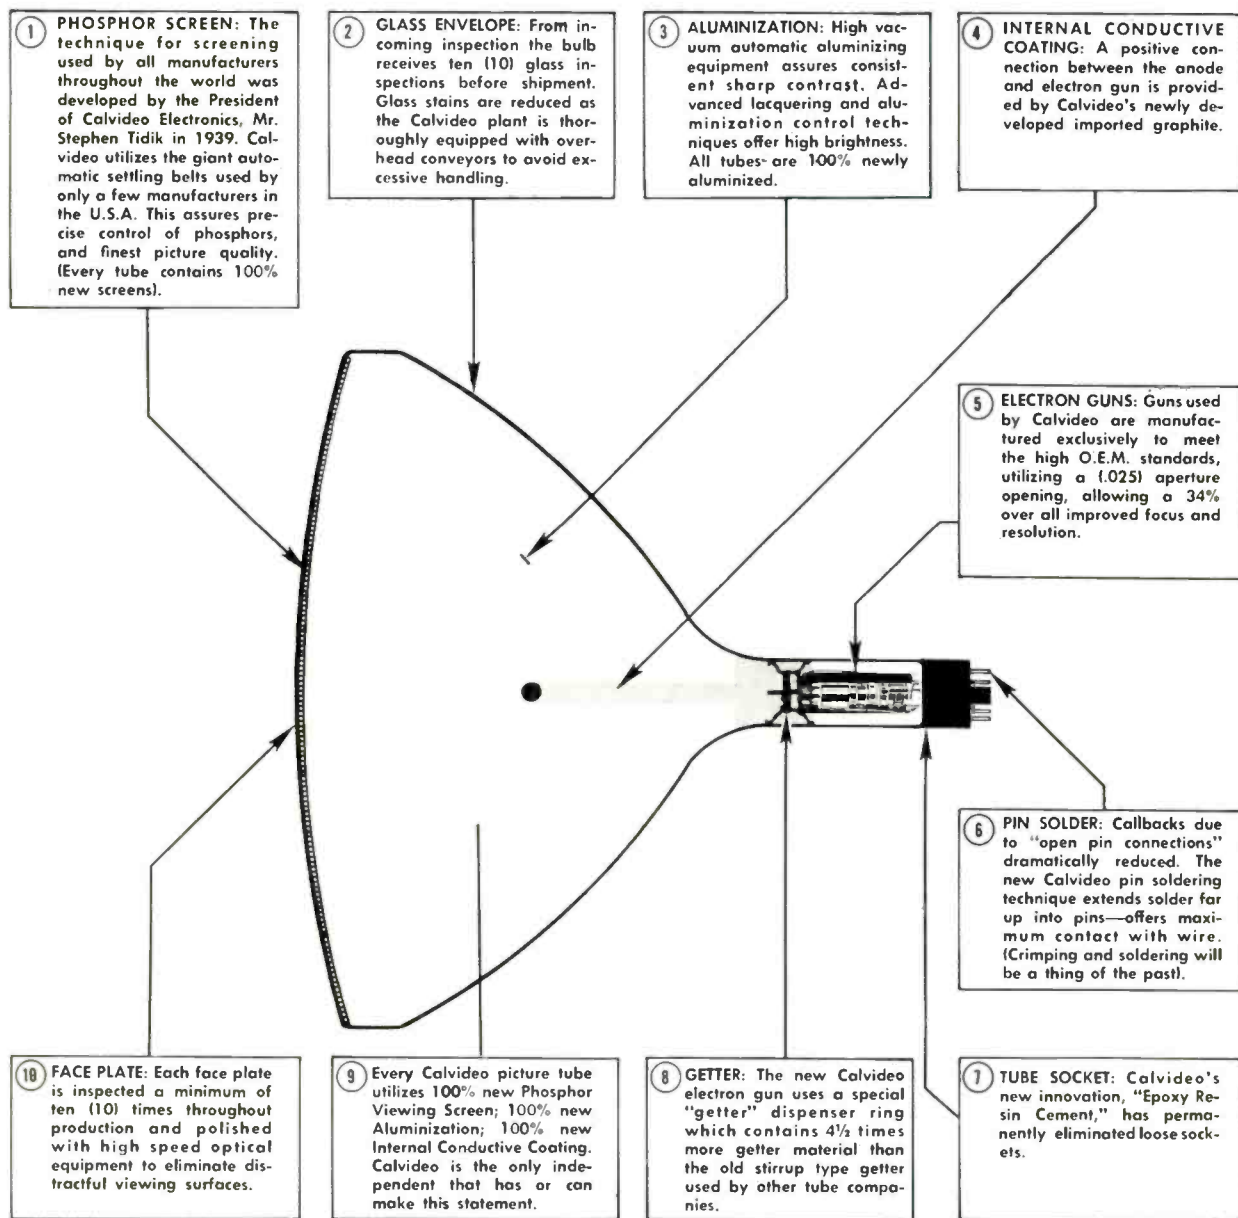 1 PHOSPHOR SCREEN: The
technique for screening
used by all manufacturers
throughout the world was
developed by the President
of Calvideo Electronics, Mr.
Stephen Tidik in 1939. Cal-
video utilizes the giant auto-
matic settling belts used by
only a few manufacturers in
the U.S.A. This assures pre-
cise control of phosphors,
and finest picture quality.
(Every tube contains 100%
new screens).
2 GLASS ENVELOPE: From in-
coming inspection the bulb
receives ten (10) glass in-
spections before shipment.
Glass stains are reduced as
the Calvideo plant is thor-
oughly equipped with over-
head conveyors to avoid ex-
cessive handling.
3 ALUMINIZATION: High vac-
uum automatic aluminizing
equipment assures consist-
ent sharp contrast. Ad-
vanced lacquering and alu-
minization control tech-
niques offer high brightness.
All tubes are 100% newly
aluminized.
4 INTERNAL CONDUCTIVE
COATING: A positive con-
nection between the anode
and electron gun is provid-
ed by Calvideo's newly de-
veloped imported graphite.
5 ELECTRON GUNS: Guns used
by Calvideo are manufac-
tured exclusively to meet
the high O.E.M. standards,
utilizing a (.025) aperture
opening, allowing a 34%
over all improved focus and
resolution.
6 PIN SOLDER: Callbacks due
to "open pin connections"
dramatically reduced. The
new Calvideo pin soldering
technique extends solder far
up into pins—offers maxi-
mum contact with wire.
(Crimping and soldering will
be a thing of the past).
10 FACE PLATE: Each face plate
is inspected a minimum of
ten (10) times throughout
production and polished
with high speed optical
equipment to eliminate dis-
tractful viewing surfaces.
9 Every Calvideo picture tube
utilizes 100% new Phosphor
Viewing Screen; 100% new
Aluminization; 100% new
Internal Conductive Coating.
Calvideo is the only inde-
pendent that has or can
make this statement.
8 GETTER: The new Calvideo
electron gun uses a special
"getter" dispenser ring
which contains 4½ times
more getter material than
the old stirrup type getter
used by other tube compa-
nies.
7 TUBE SOCKET: Calvideo's
new innovation, "Epoxy Re-
sin Cement," has perma-
nently eliminated loose sock-
ets.